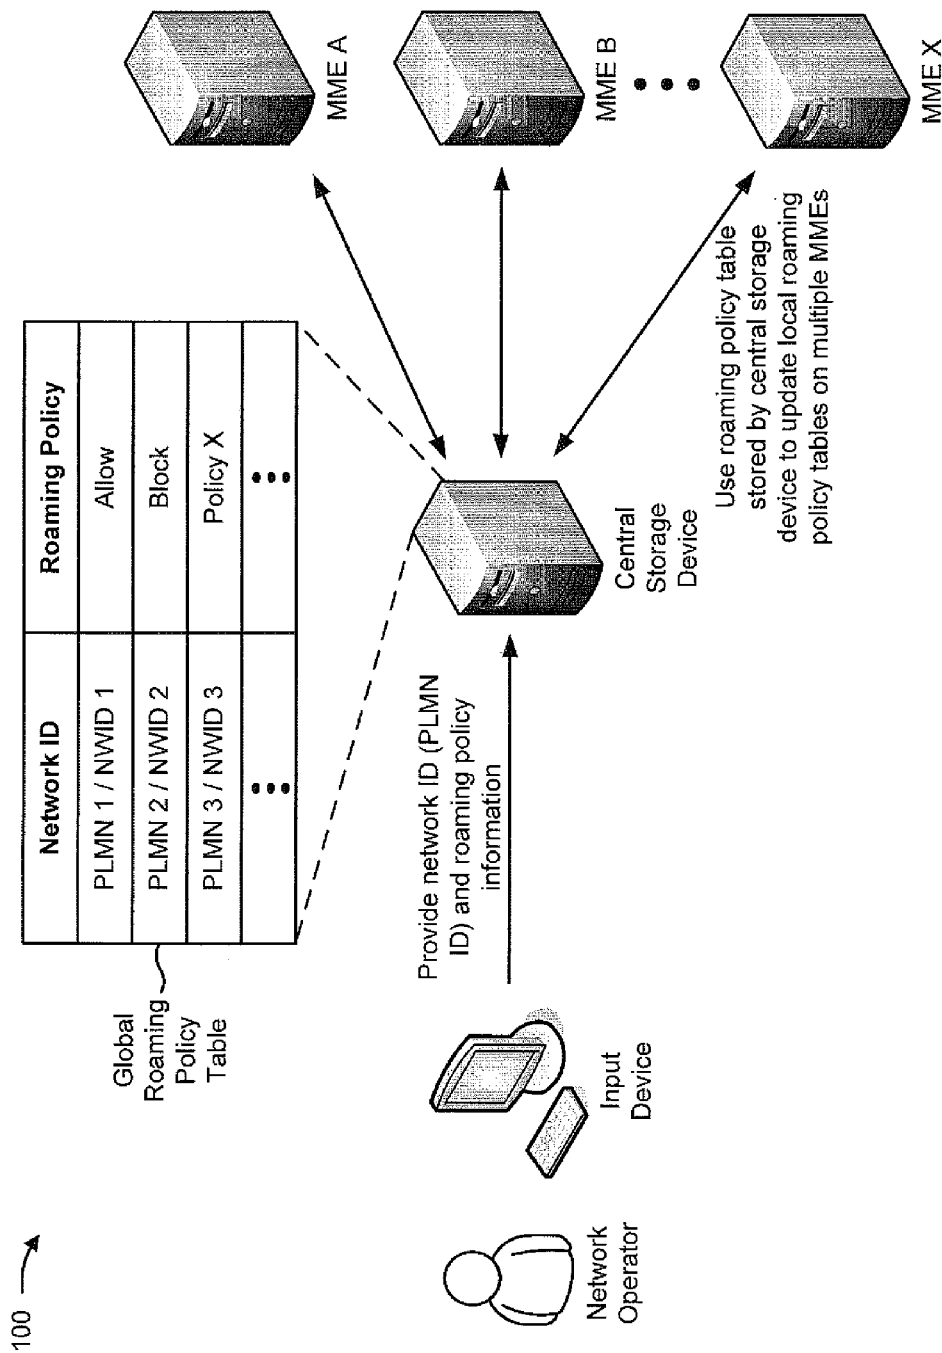 100
Global
Roaming
Policy
Table
Network ID
Roaming Policy
PLMN 1 / NWID 1
Allow
PLMN 2 / NWID 2
Block
PLMN 3 / NWID 3
Policy X
Network
Operator
Input
Device
Provide network ID (PLMN
ID) and roaming policy
information
Central
Storage
Device
MME A
MME B
MME X
Use roaming policy table
stored by central storage
device to update local roaming
policy tables on multiple MMEs